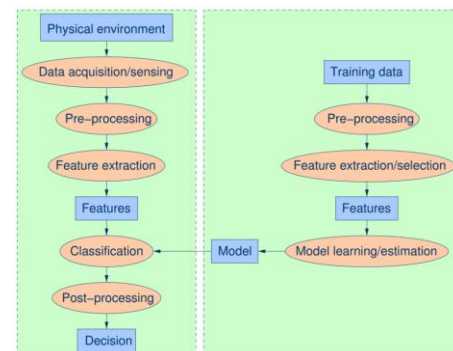 Physical environment
Data acquisition/sensing
Pre−processing
Feature extraction
Features
Classification
Post−processing
Decision
Training data
Pre−processing
Feature extraction/selection
Features
Model learning/estimation
Model